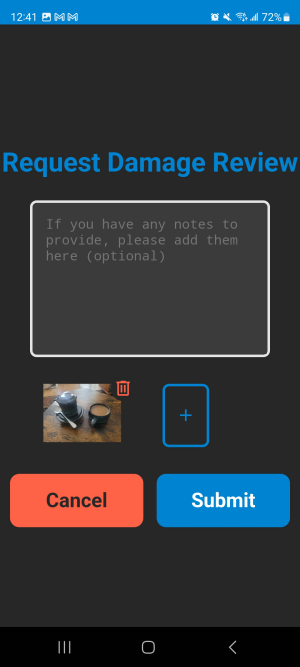 12:41
72%
Request Damage Review
If you have any notes to
provide, please add them
here (optional)
+
Cancel
Submit